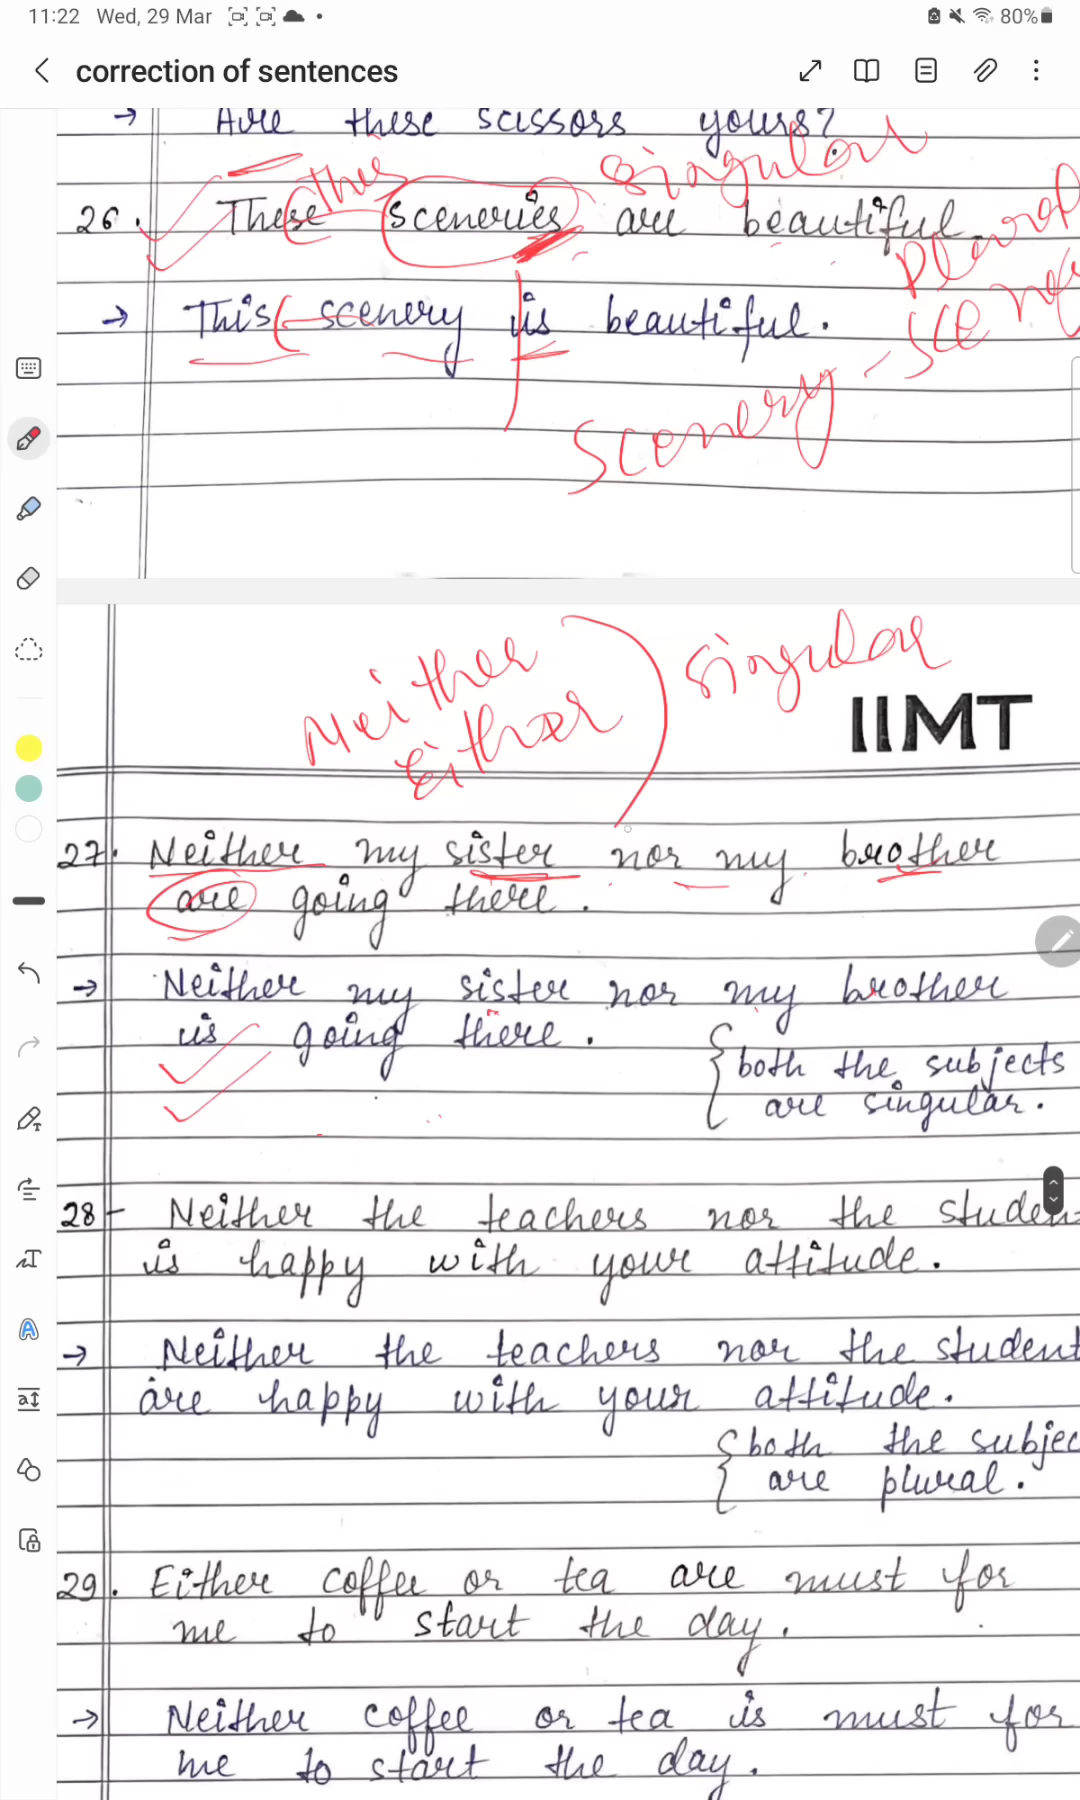 11:22 Wed, 29 Mar 80%
correction of sentences
→ Are these scissors yours?
this singular
26. These sceneries are beautiful.
plural
→ This scenery is beautiful.
scenery - sce
Neither
Either
singular
IIMT
27. Neither my sister nor my brother
are going there.
→ Neither my sister nor my brother
is going there.
{ both the subjects
are singular.
28 - Neither the teachers nor the studen
is happy with your attitude.
→ Neither the teachers nor the student
are happy with your attitude.
{ both the subjec
are plural.
29. Either coffee or tea are must for
me to start the day.
→ Neither coffee or tea is must for
me to start the day.